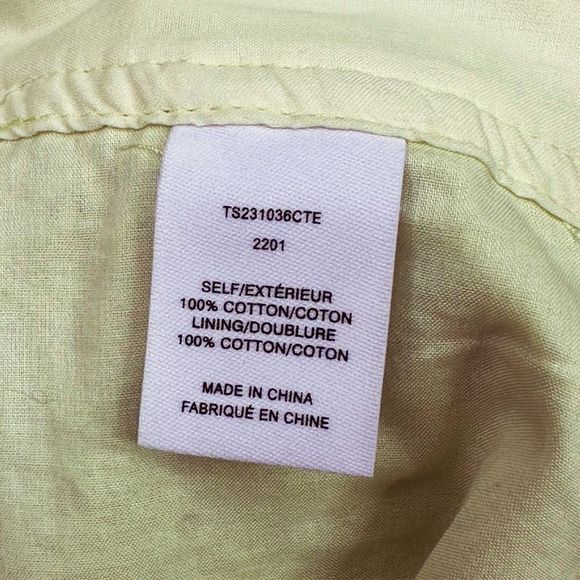 TS231036CTE
2201
SELF/EXTÉRIEUR
100% COTTON/COTON
LINING/DOUBLURE
100% COTTON/COTON
MADE IN CHINA
FABRIQUÉ EN CHINE